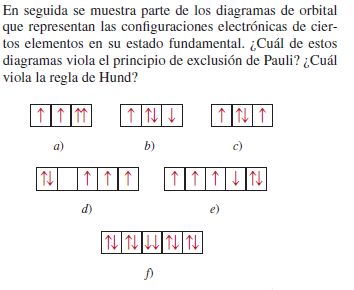 En seguida se muestra parte de los diagramas de orbital
que representan las configuraciones electrónicas de cier-
tos elementos en su estado fundamental. ¿Cuál de estos
diagramas viola el principio de exclusión de Pauli? ¿Cuál
viola la regla de Hund?
a) b) c)
d) e)
f)